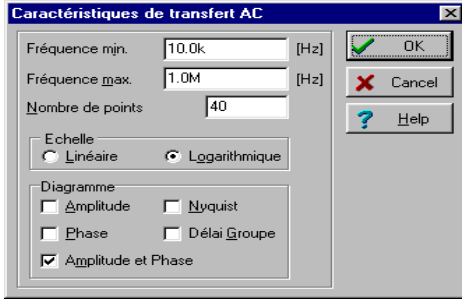 Caractéristiques de transfert AC
Fréquence min. 10.0k [Hz]
Fréquence max. 1.0M [Hz]
Nombre de points 40
Echelle
Linéaire Logarithmique
Diagramme
Amplitude Nyquist
Phase Délai Groupe
Amplitude et Phase
OK
Cancel
Help